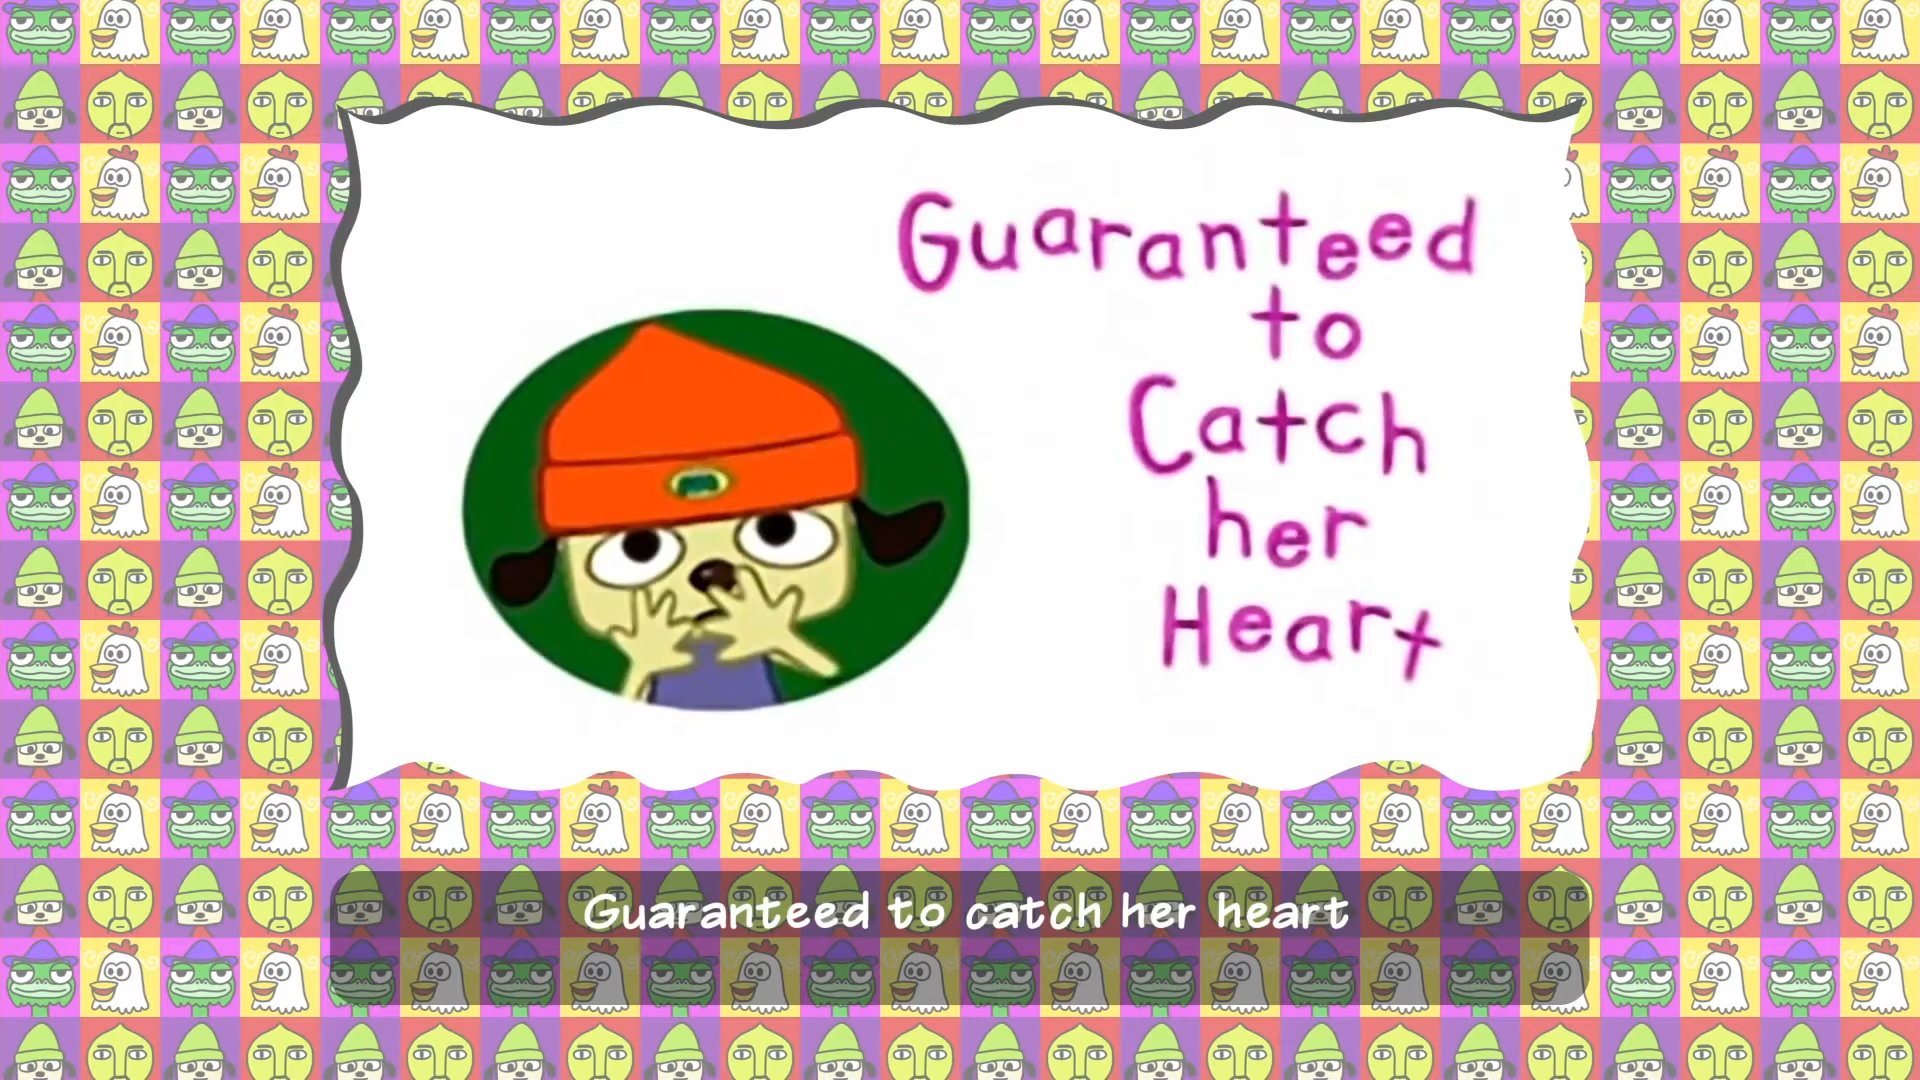 Guaranteed
to
Catch
her
Heart
Guaranteed to catch her heart